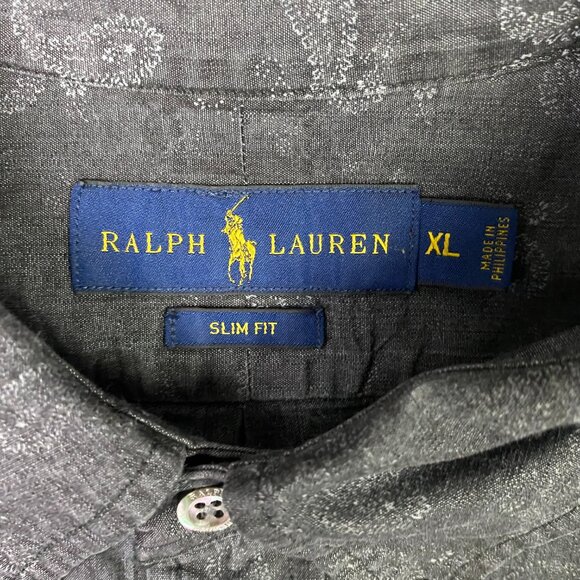 RALPH LAUREN
XL
MADE IN
PHILIPPINES
SLIM FIT